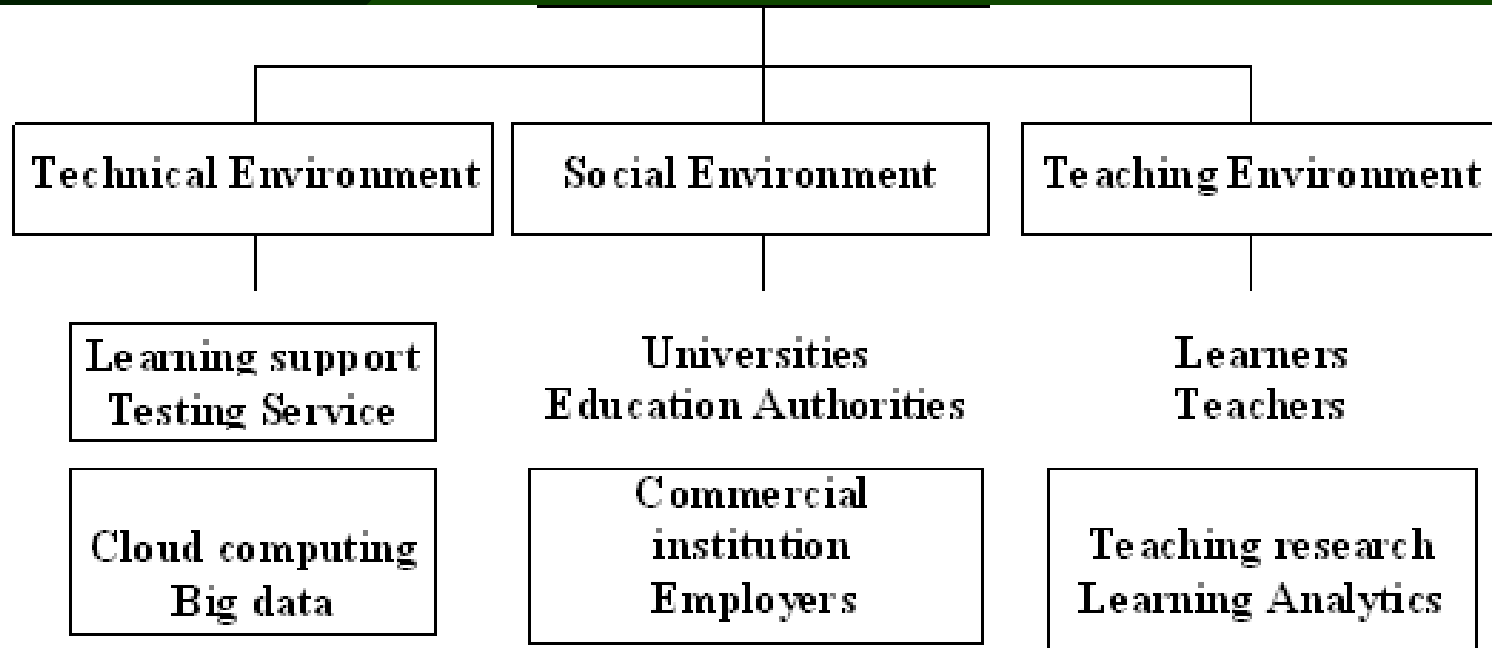 Technical Environment
Social Environment
Teaching Environment
Learning support
Testing Service
Universities
Education Authorities
Learners
Teachers
Cloud computing
Big data
Commercial
institution
Employers
Teaching research
Learning Analytics